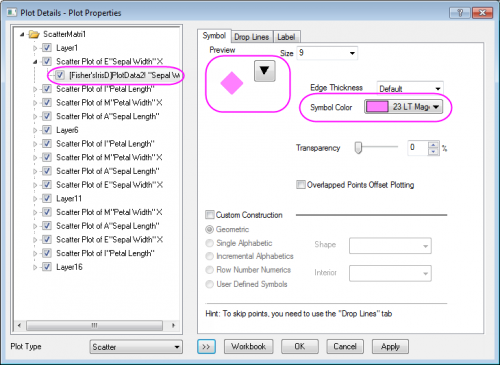 Plot Details - Plot Properties
ScatterMatri1
Layer1
Scatter Plot of E"Sepal Width" X
[Fisher'sIrisD]PlotData2! "Sepal W
Scatter Plot of I"Petal Length"
Scatter Plot of M"Petal Width" X
Scatter Plot of A"Sepal Length"
Layer6
Scatter Plot of I"Petal Length"
Scatter Plot of M"Petal Width" X
Scatter Plot of A"Sepal Length"
Scatter Plot of E"Sepal Width" X
Layer11
Scatter Plot of M"Petal Width" X
Scatter Plot of A"Sepal Length"
Scatter Plot of E"Sepal Width" X
Scatter Plot of I"Petal Length"
Layer16
Plot Type
Scatter
Symbol
Drop Lines
Label
Preview
Size
9
Edge Thickness
Default
Symbol Color
23 LT Mag
Transparency
0
%
Overlapped Points Offset Plotting
Custom Construction
Geometric
Single Alphabetic
Incremental Alphabetics
Row Number Numerics
User Defined Symbols
Shape
Interior
Hint: To skip points, you need to use the "Drop Lines" tab
>>
Workbook
OK
Cancel
Apply